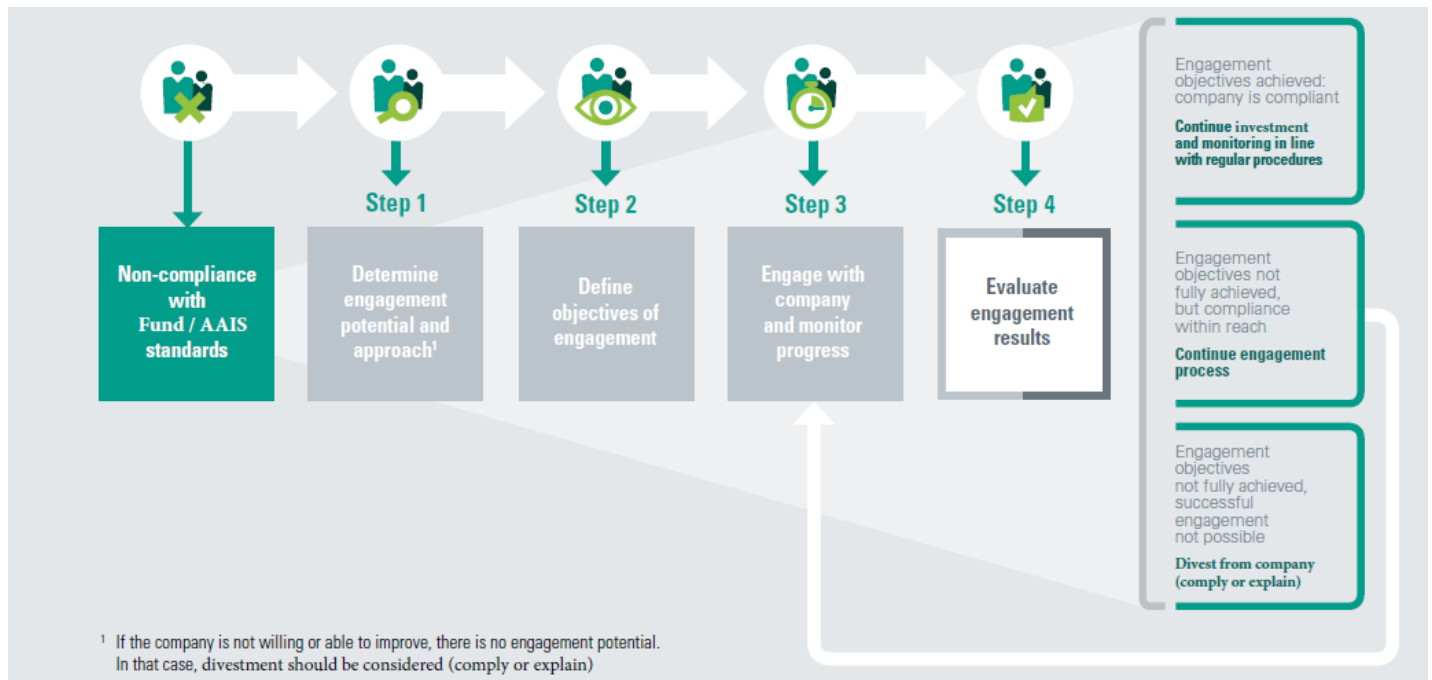 Step 1
Step 2
Step 3
Step 4
Non-compliance
with
Fund / AAIS
standards
Determine
engagement
potential and
approach¹
Define
objectives of
engagement
Engage with
company
and monitor
progress
Evaluate
engagement
results
Engagement
objectives achieved:
company is compliant
Continue investment
and monitoring in line
with regular procedures
Engagement
objectives not
fully achieved,
but compliance
within reach
Continue engagement
process
Engagement
objectives
not fully achieved,
successful
engagement
not possible
Divest from company
(comply or explain)
¹ If the company is not willing or able to improve, there is no engagement potential.
In that case, divestment should be considered (comply or explain)